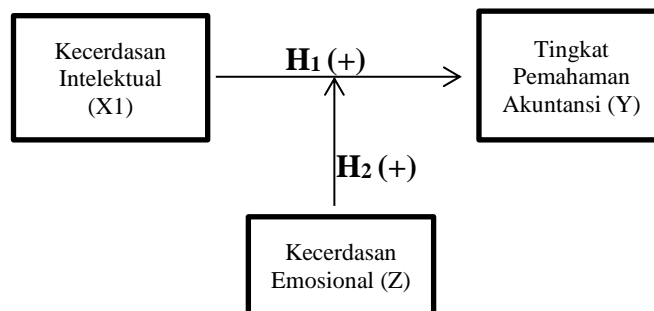 Kecerdasan
Intelektual
(X1)
H1 (+)
Tingkat
Pemahaman
Akuntansi (Y)
H2 (+)
Kecerdasan
Emosional (Z)